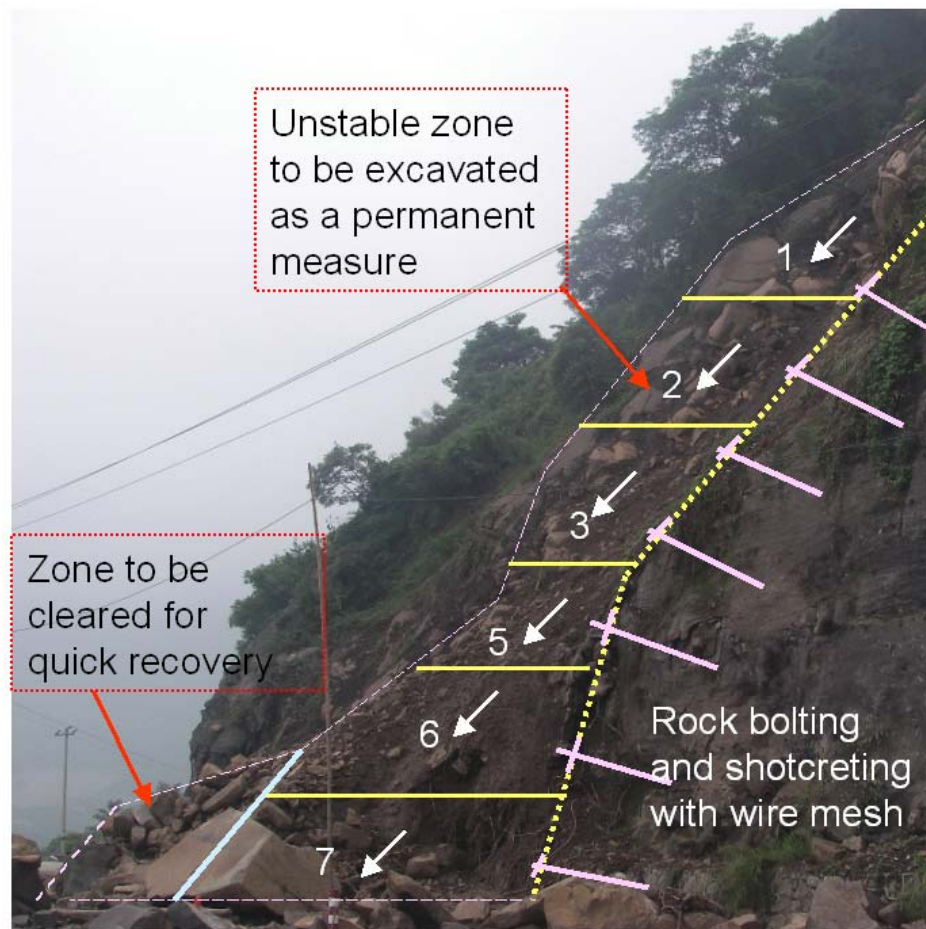 Unstable zone
to be excavated
as a permanent
measure
1
2
3
Zone to be
cleared for
quick recovery
5
6
Rock bolting
and shotcreting
with wire mesh
7